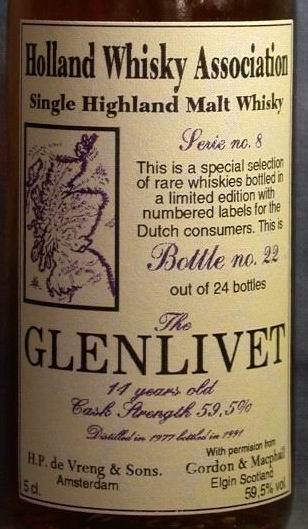 Holland Whisky Association
Single Highland Malt Whisky
Serie no. 8
This is a special selection
of rare whiskies bottled in
a limited edition with
numbered labels for the
Dutch consumers. This is
Bottle no. 22
out of 24 bottles
The
GLENLIVET
14 years old
Cask Strength 59,5%
Distilled in 1977 bottled in 1991
H.P. de Vreng & Sons.
Amsterdam
5 cl.
With permission from
Gordon & Macphail
Elgin Scotland
59,5% vol.